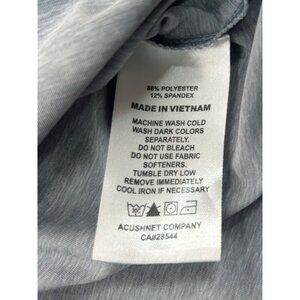 88% POLYESTER
12% SPANDEX
MADE IN VIETNAM
MACHINE WASH COLD
WASH DARK COLORS
SEPARATELY.
DO NOT BLEACH
DO NOT USE FABRIC
SOFTENERS.
TUMBLE DRY LOW
REMOVE IMMEDIATELY
COOL IRON IF NECESSARY
ACUSHNET COMPANY
CA#28544